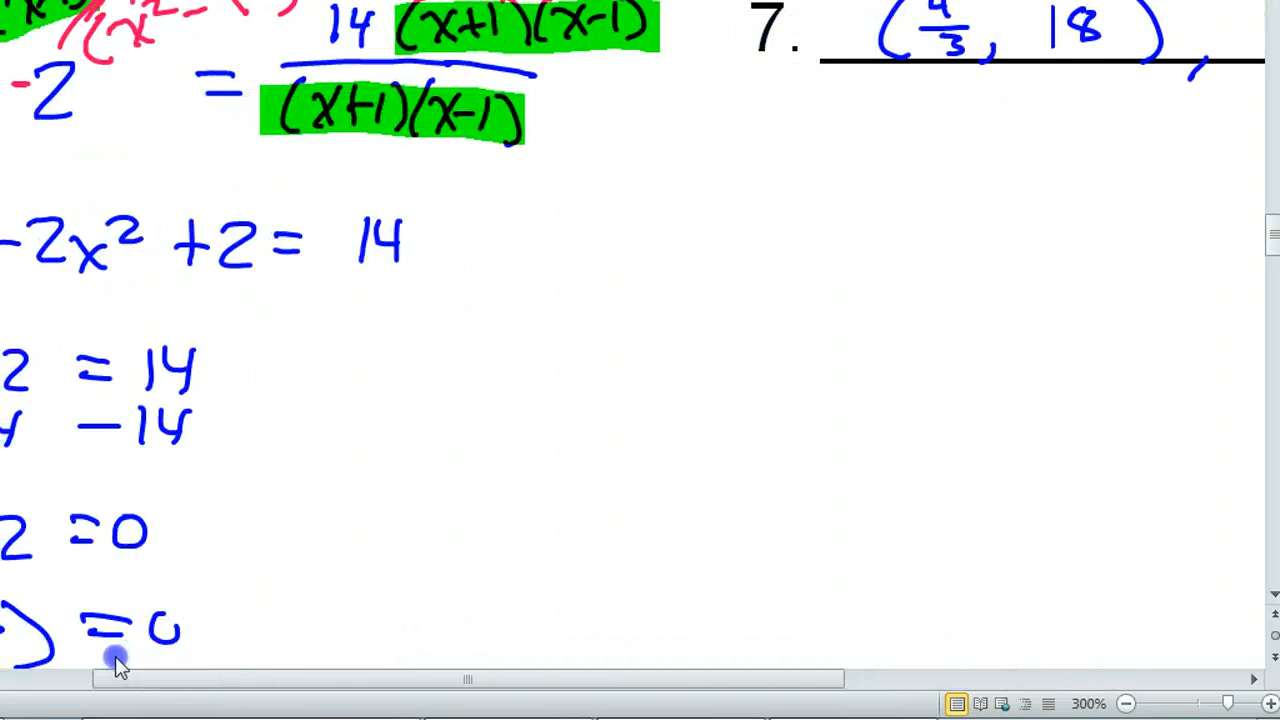 14 (x+1)(x-1)
7. (4/3, 18),
-2 =
(x+1)(x-1)
-2x² +2 = 14
2 = 14
4 -14
2 =0
) =0
300%